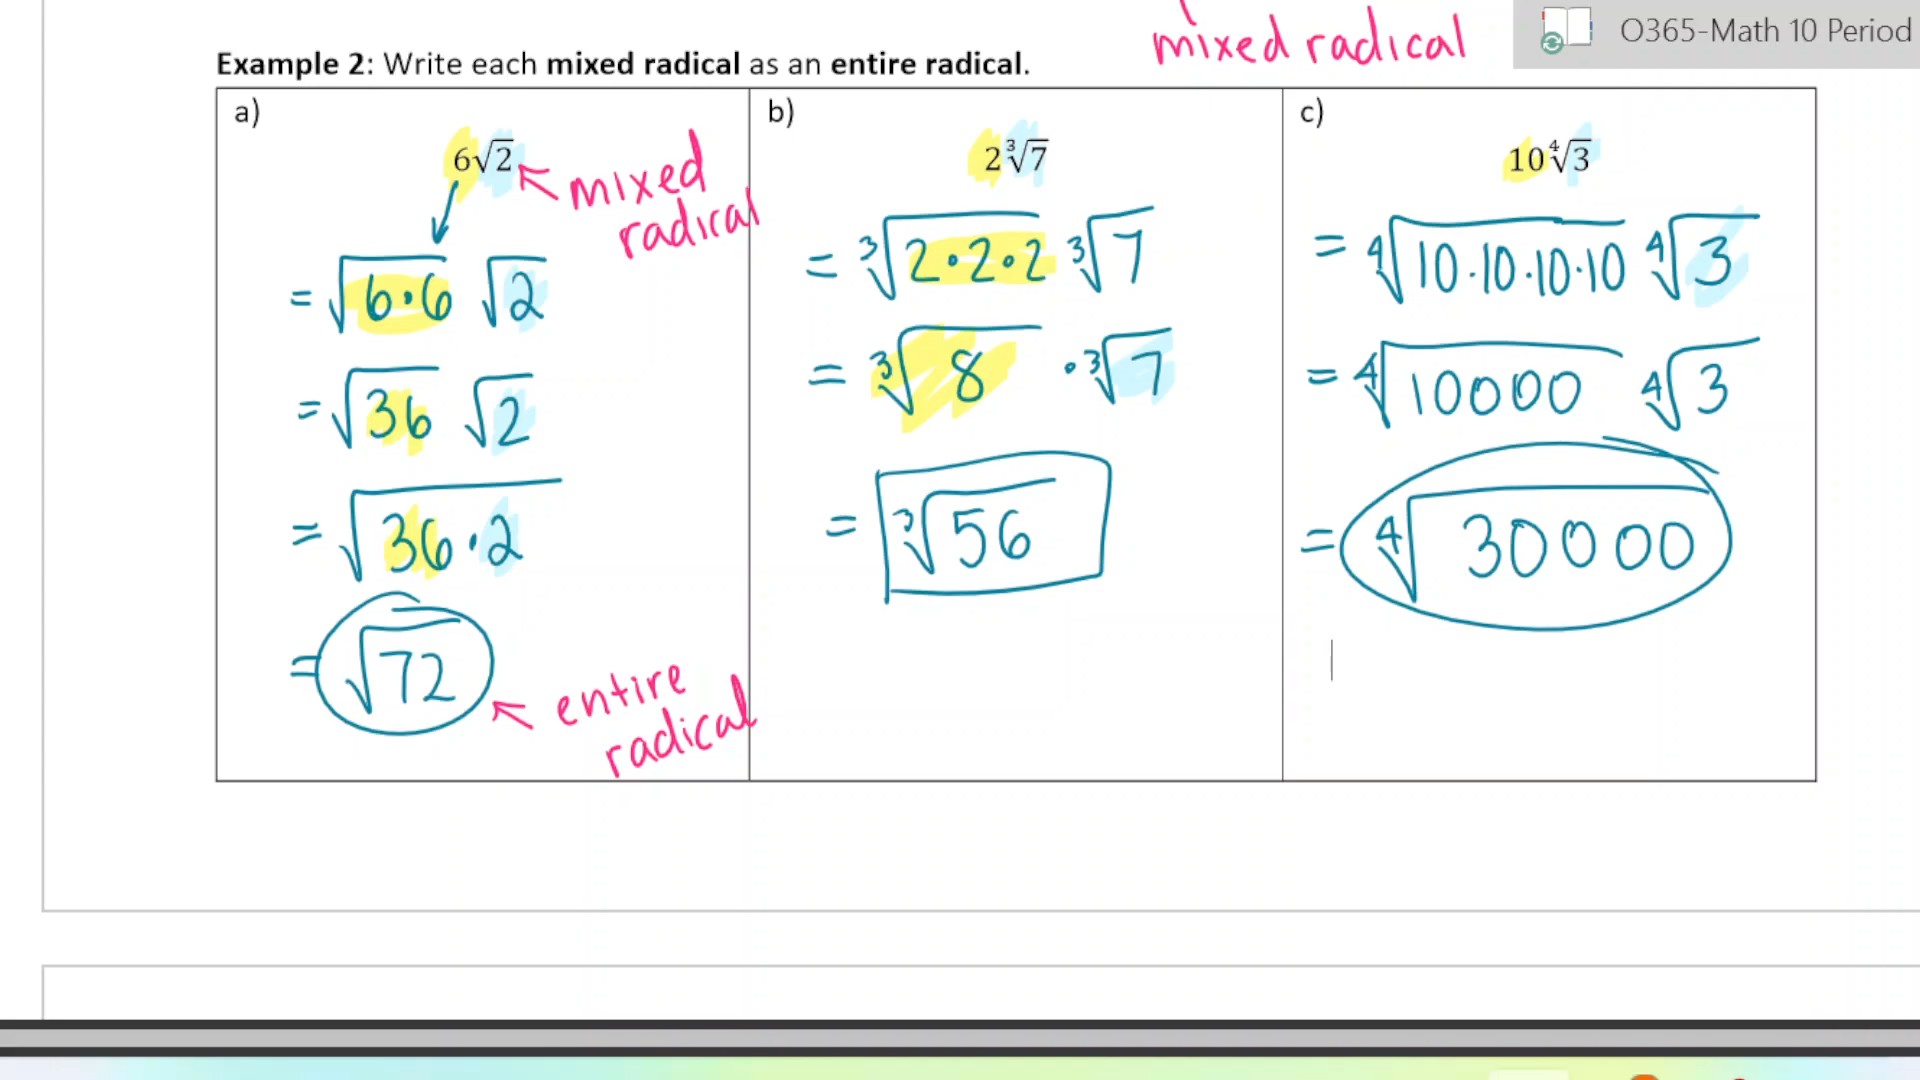 mixed radical
O365-Math 10 Period
Example 2: Write each mixed radical as an entire radical.
a)
6√2
mixed
radical
= √6·6 √2
= √36 √2
= √36·2
= √72
entire
radical
b)
2∛7
= ∛2·2·2 ∛7
= ∛8 · ∛7
= ∛56
c)
10∜3
= ∜10·10·10·10 ∜3
= ∜10000 ∜3
= ∜30000